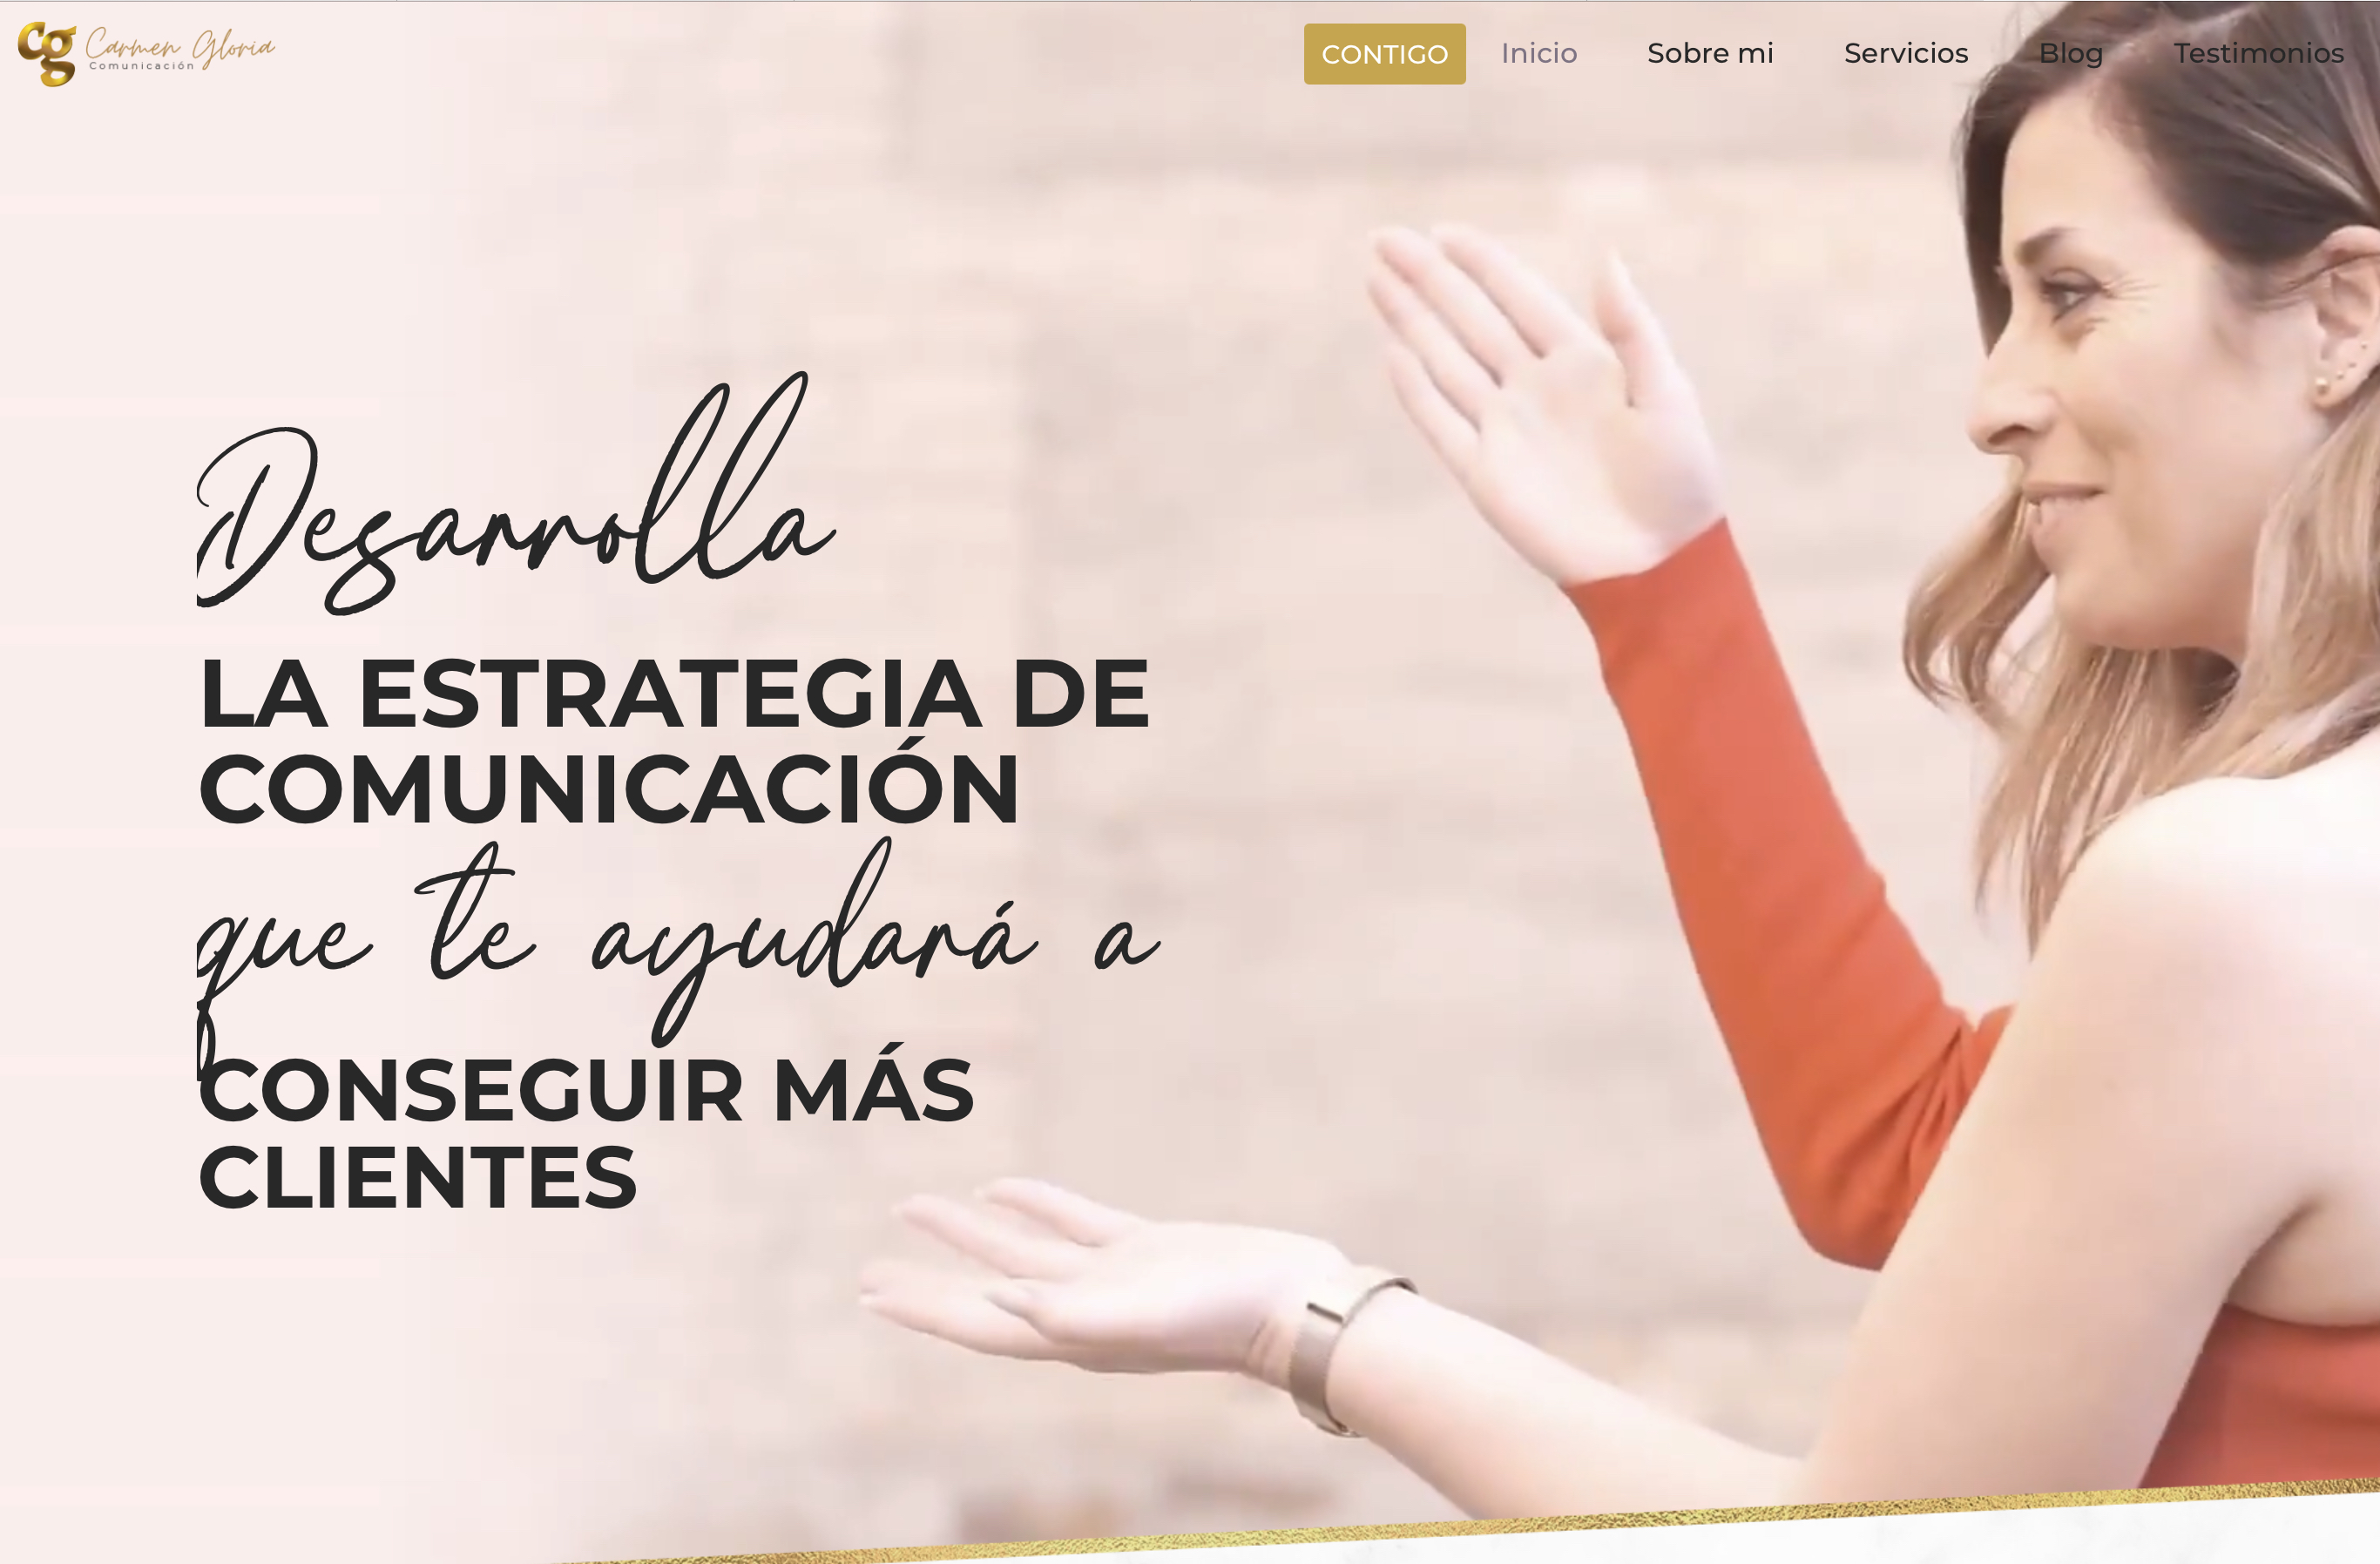 cg Carmen Gloria
Comunicación
CONTIGO Inicio Sobre mi Servicios Blog Testimonios
Desarrolla
LA ESTRATEGIA DE
COMUNICACIÓN
que te ayudará a
CONSEGUIR MÁS
CLIENTES